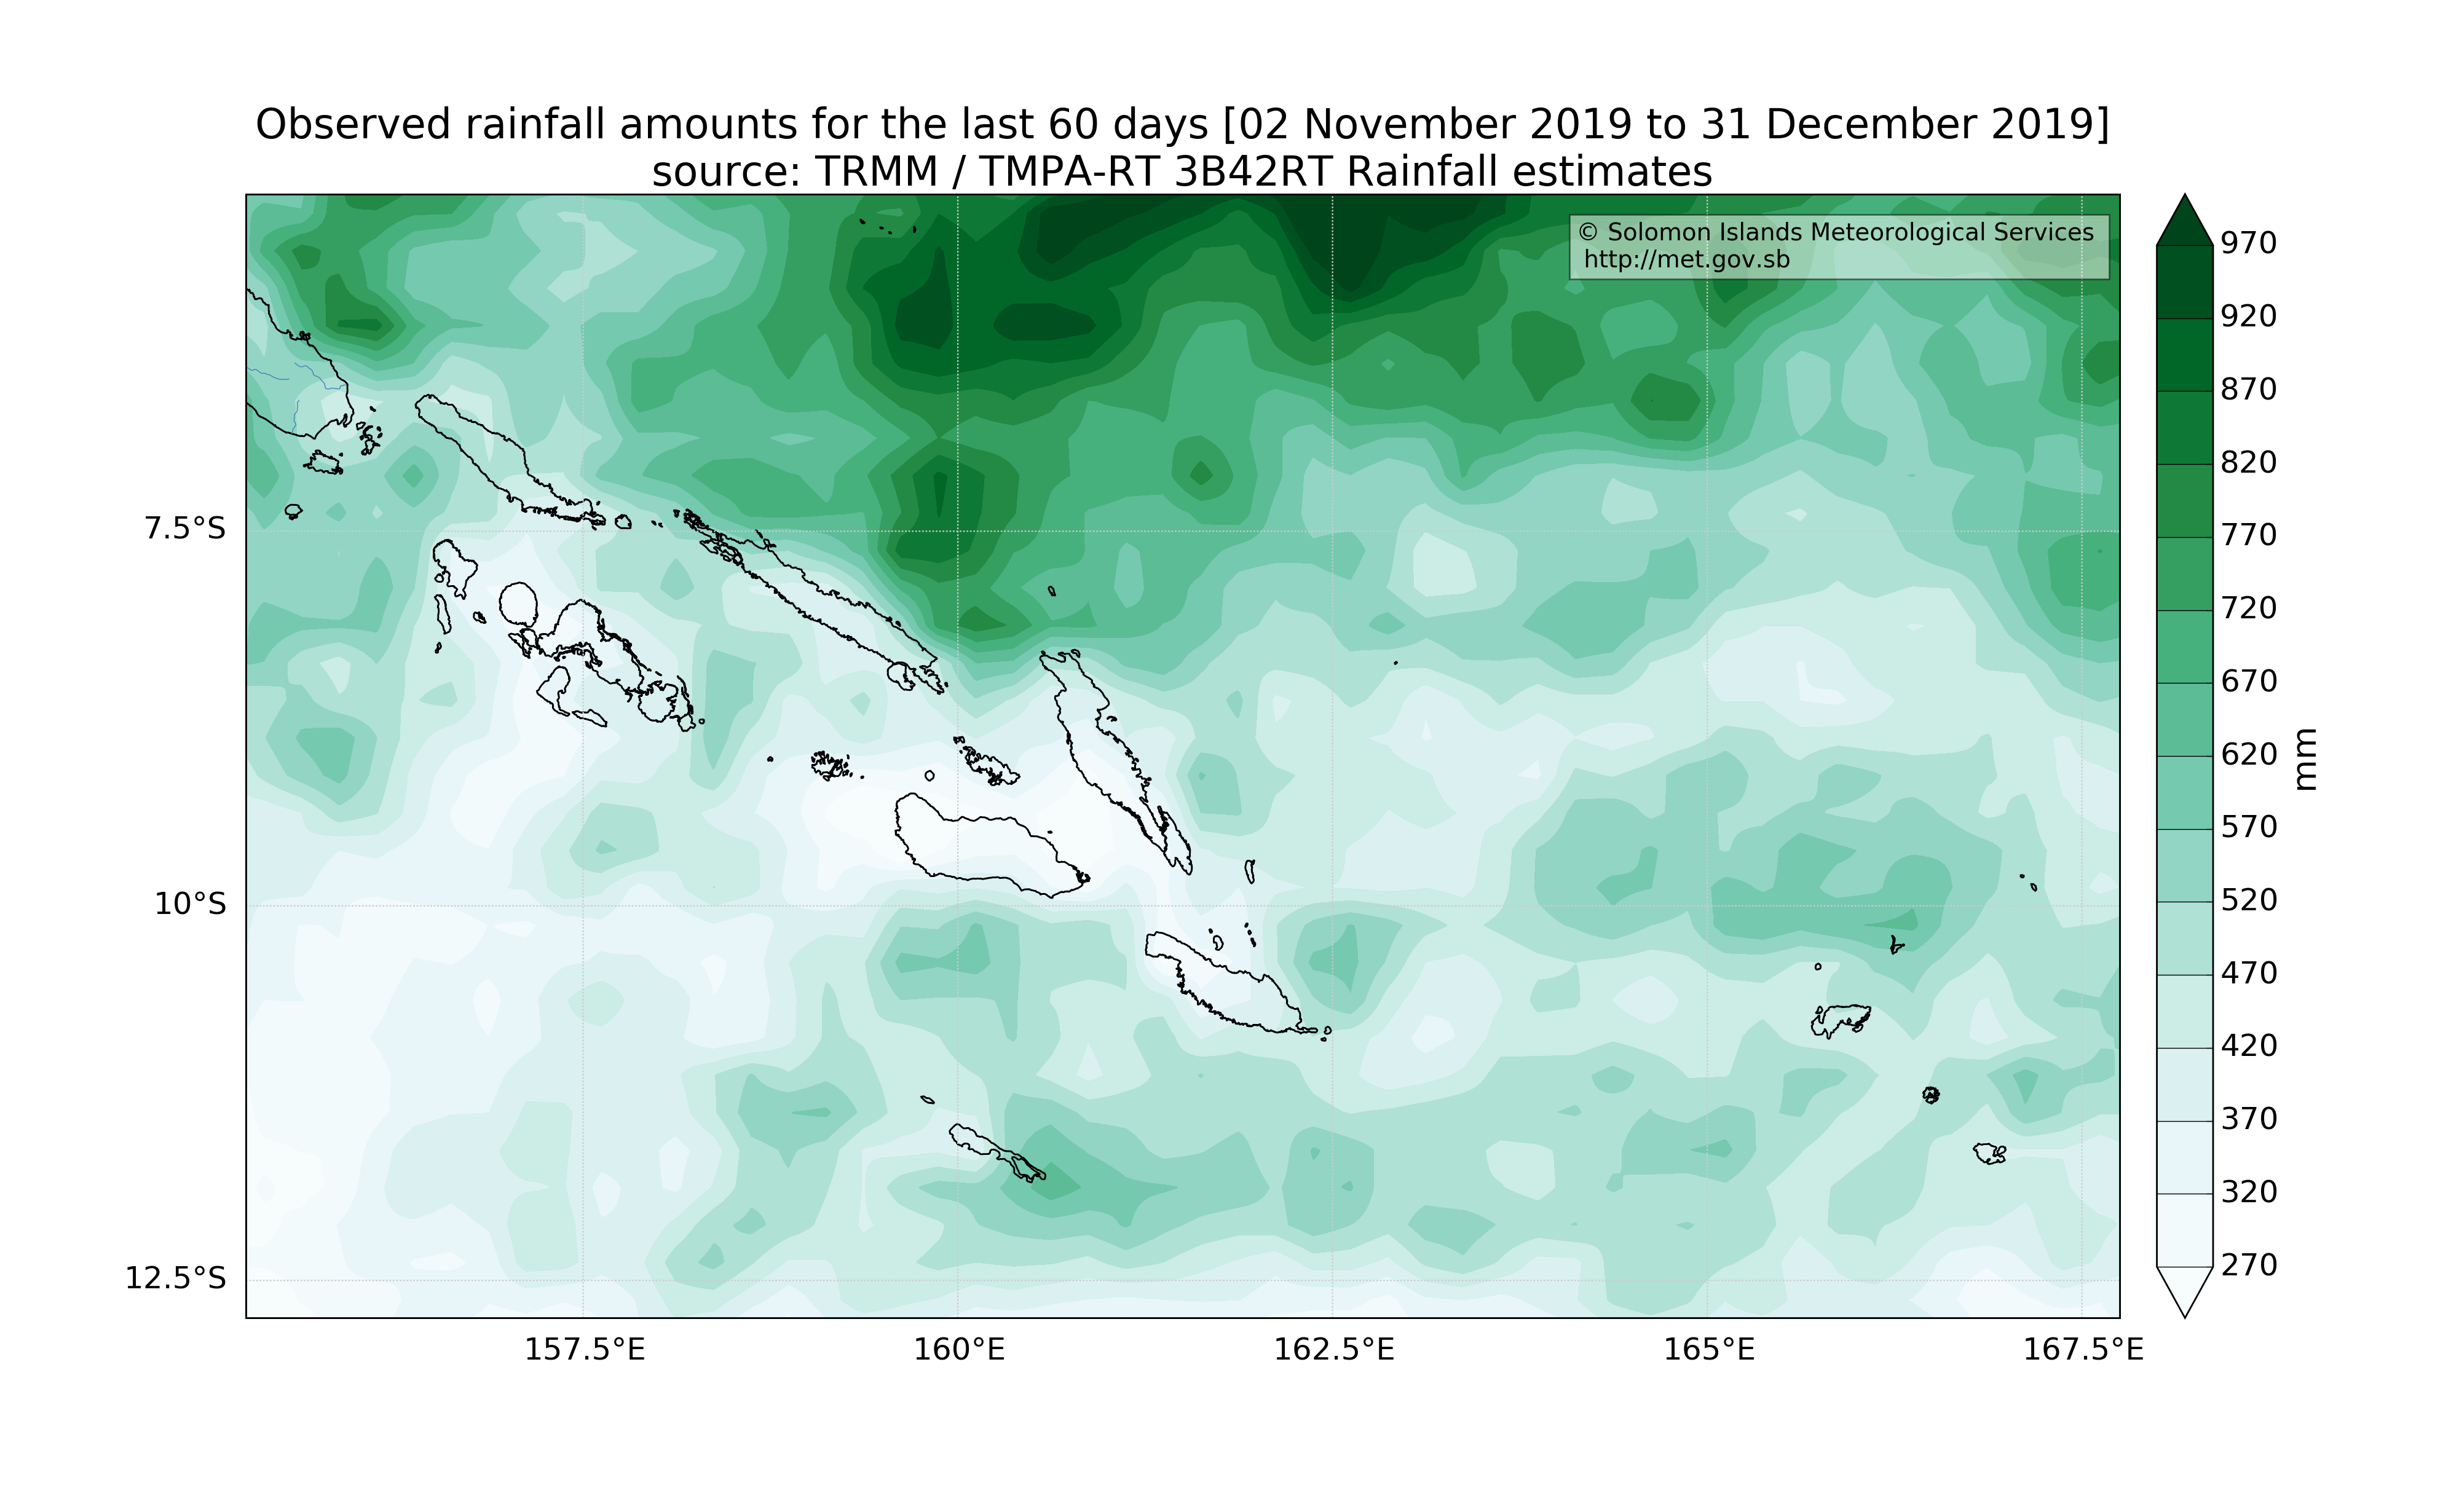 Observed rainfall amounts for the last 60 days [02 November 2019 to 31 December 2019]
source: TRMM / TMPA-RT 3B42RT Rainfall estimates
© Solomon Islands Meteorological Services
http://met.gov.sb
7.5°S
10°S
12.5°S
157.5°E
160°E
162.5°E
165°E
167.5°E
970
920
870
820
770
720
670
620
570
520
470
420
370
320
270
mm